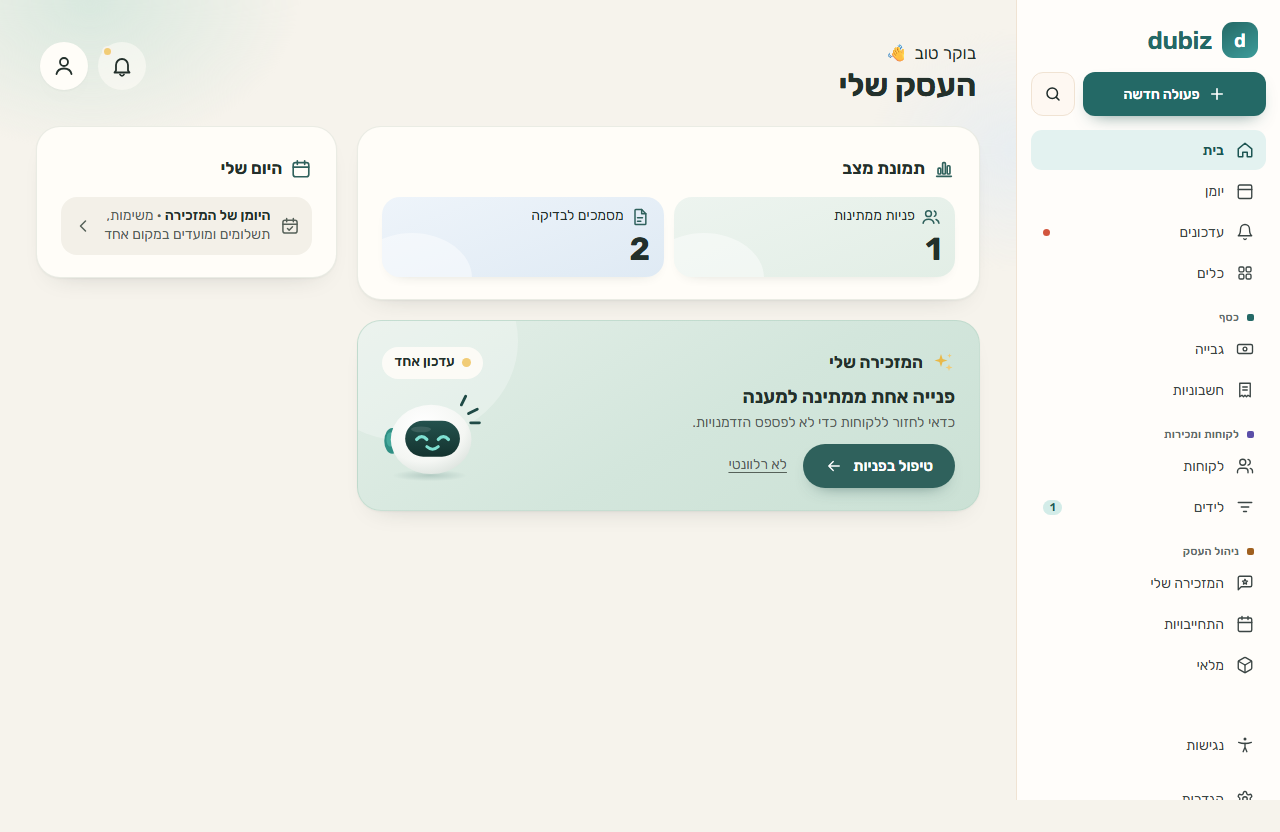 dubiz
d
פעולה חדשה
בית
יומן
עדכונים
כלים
כסף
גבייה
חשבוניות
לקוחות ומכירות
לקוחות
לידים
1
ניהול העסק
המזכירה שלי
התחייבויות
מלאי
נגישות
הגדרות
בוקר טוב 👋
העסק שלי
תמונת מצב
פניות ממתינות
1
מסמכים לבדיקה
2
היום שלי
היומן של המזכירה • משימות,
תשלומים ומועדים במקום אחד
המזכירה שלי
עדכון אחד
פנייה אחת ממתינה למענה
כדאי לחזור ללקוחות כדי לא לפספס הזדמנויות.
טיפול בפניות
לא רלוונטי